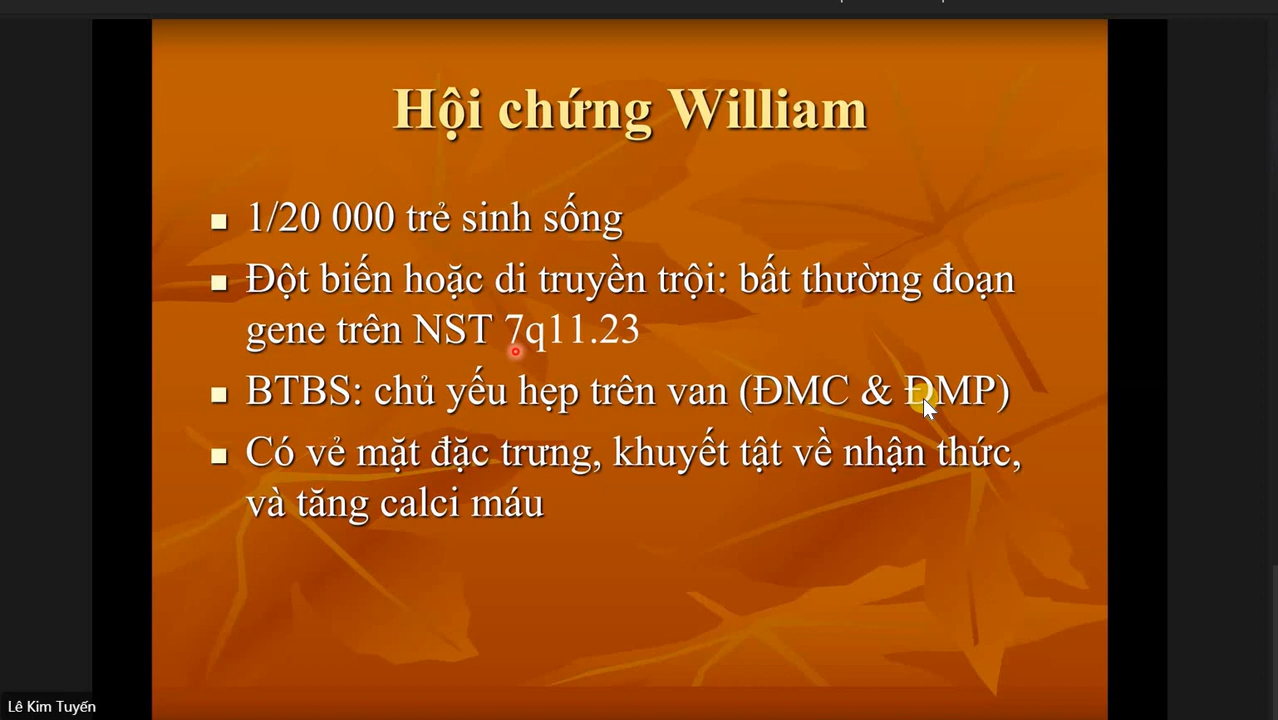 Hội chứng William
1/20 000 trẻ sinh sống
Đột biến hoặc di truyền trội: bất thường đoạn
gene trên NST 7q11.23
BTBS: chủ yếu hẹp trên van (ĐMC & ĐMP)
Có vẻ mặt đặc trưng, khuyết tật về nhận thức,
và tăng calci máu
Lê Kim Tuyến